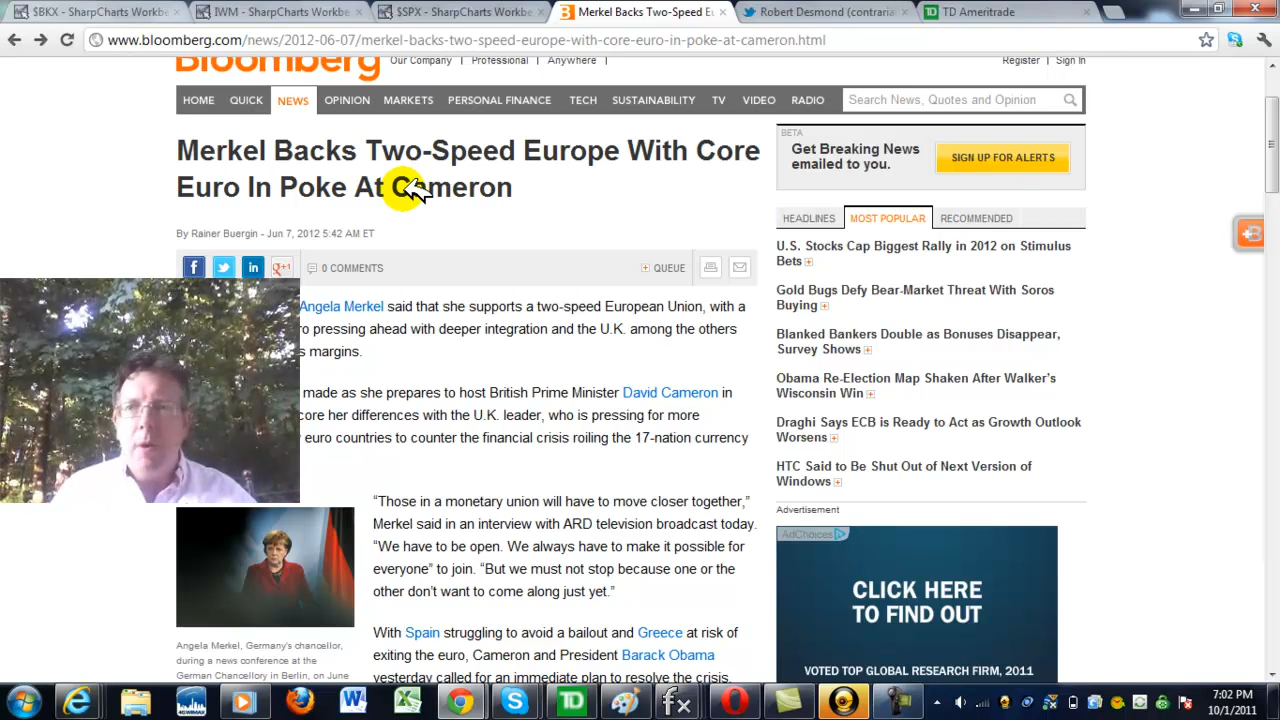 $BKX - SharpCharts Workbe
IWM - SharpCharts Workbe
$SPX - SharpCharts Workbe
Merkel Backs Two-Speed Eu
Robert Desmond (contrarian
TD Ameritrade
www.bloomberg.com/news/2012-06-07/merkel-backs-two-speed-europe-with-core-euro-in-poke-at-cameron.html
Bloomberg
Our Company | Professional | Anywhere |
Register | Sign In
HOME QUICK NEWS OPINION MARKETS PERSONAL FINANCE TECH SUSTAINABILITY TV VIDEO RADIO
Search News, Quotes and Opinion
Merkel Backs Two-Speed Europe With Core
Euro In Poke At Cameron
By Rainer Buergin - Jun 7, 2012 5:42 AM ET
0 COMMENTS
QUEUE
Angela Merkel said that she supports a two-speed European Union, with a
o pressing ahead with deeper integration and the U.K. among the others
s margins.
made as she prepares to host British Prime Minister David Cameron in
core her differences with the U.K. leader, who is pressing for more
euro countries to counter the financial crisis roiling the 17-nation currency
“Those in a monetary union will have to move closer together,”
Merkel said in an interview with ARD television broadcast today.
“We have to be open. We always have to make it possible for
everyone” to join. “But we must not stop because one or the
other don’t want to come along just yet.”
With Spain struggling to avoid a bailout and Greece at risk of
exiting the euro, Cameron and President Barack Obama
yesterday called for an immediate plan to resolve the crisis.
Angela Merkel, Germany's chancellor,
during a news conference at the
German Chancellery in Berlin, on June
BETA
Get Breaking News
emailed to you.
SIGN UP FOR ALERTS
HEADLINES MOST POPULAR RECOMMENDED
U.S. Stocks Cap Biggest Rally in 2012 on Stimulus
Bets
Gold Bugs Defy Bear-Market Threat With Soros
Buying
Blanked Bankers Double as Bonuses Disappear,
Survey Shows
Obama Re-Election Map Shaken After Walker's
Wisconsin Win
Draghi Says ECB is Ready to Act as Growth Outlook
Worsens
HTC Said to Be Shut Out of Next Version of
Windows
Advertisement
AdChoices
CLICK HERE
TO FIND OUT
VOTED TOP GLOBAL RESEARCH FIRM, 2011
7:02 PM
10/1/2011